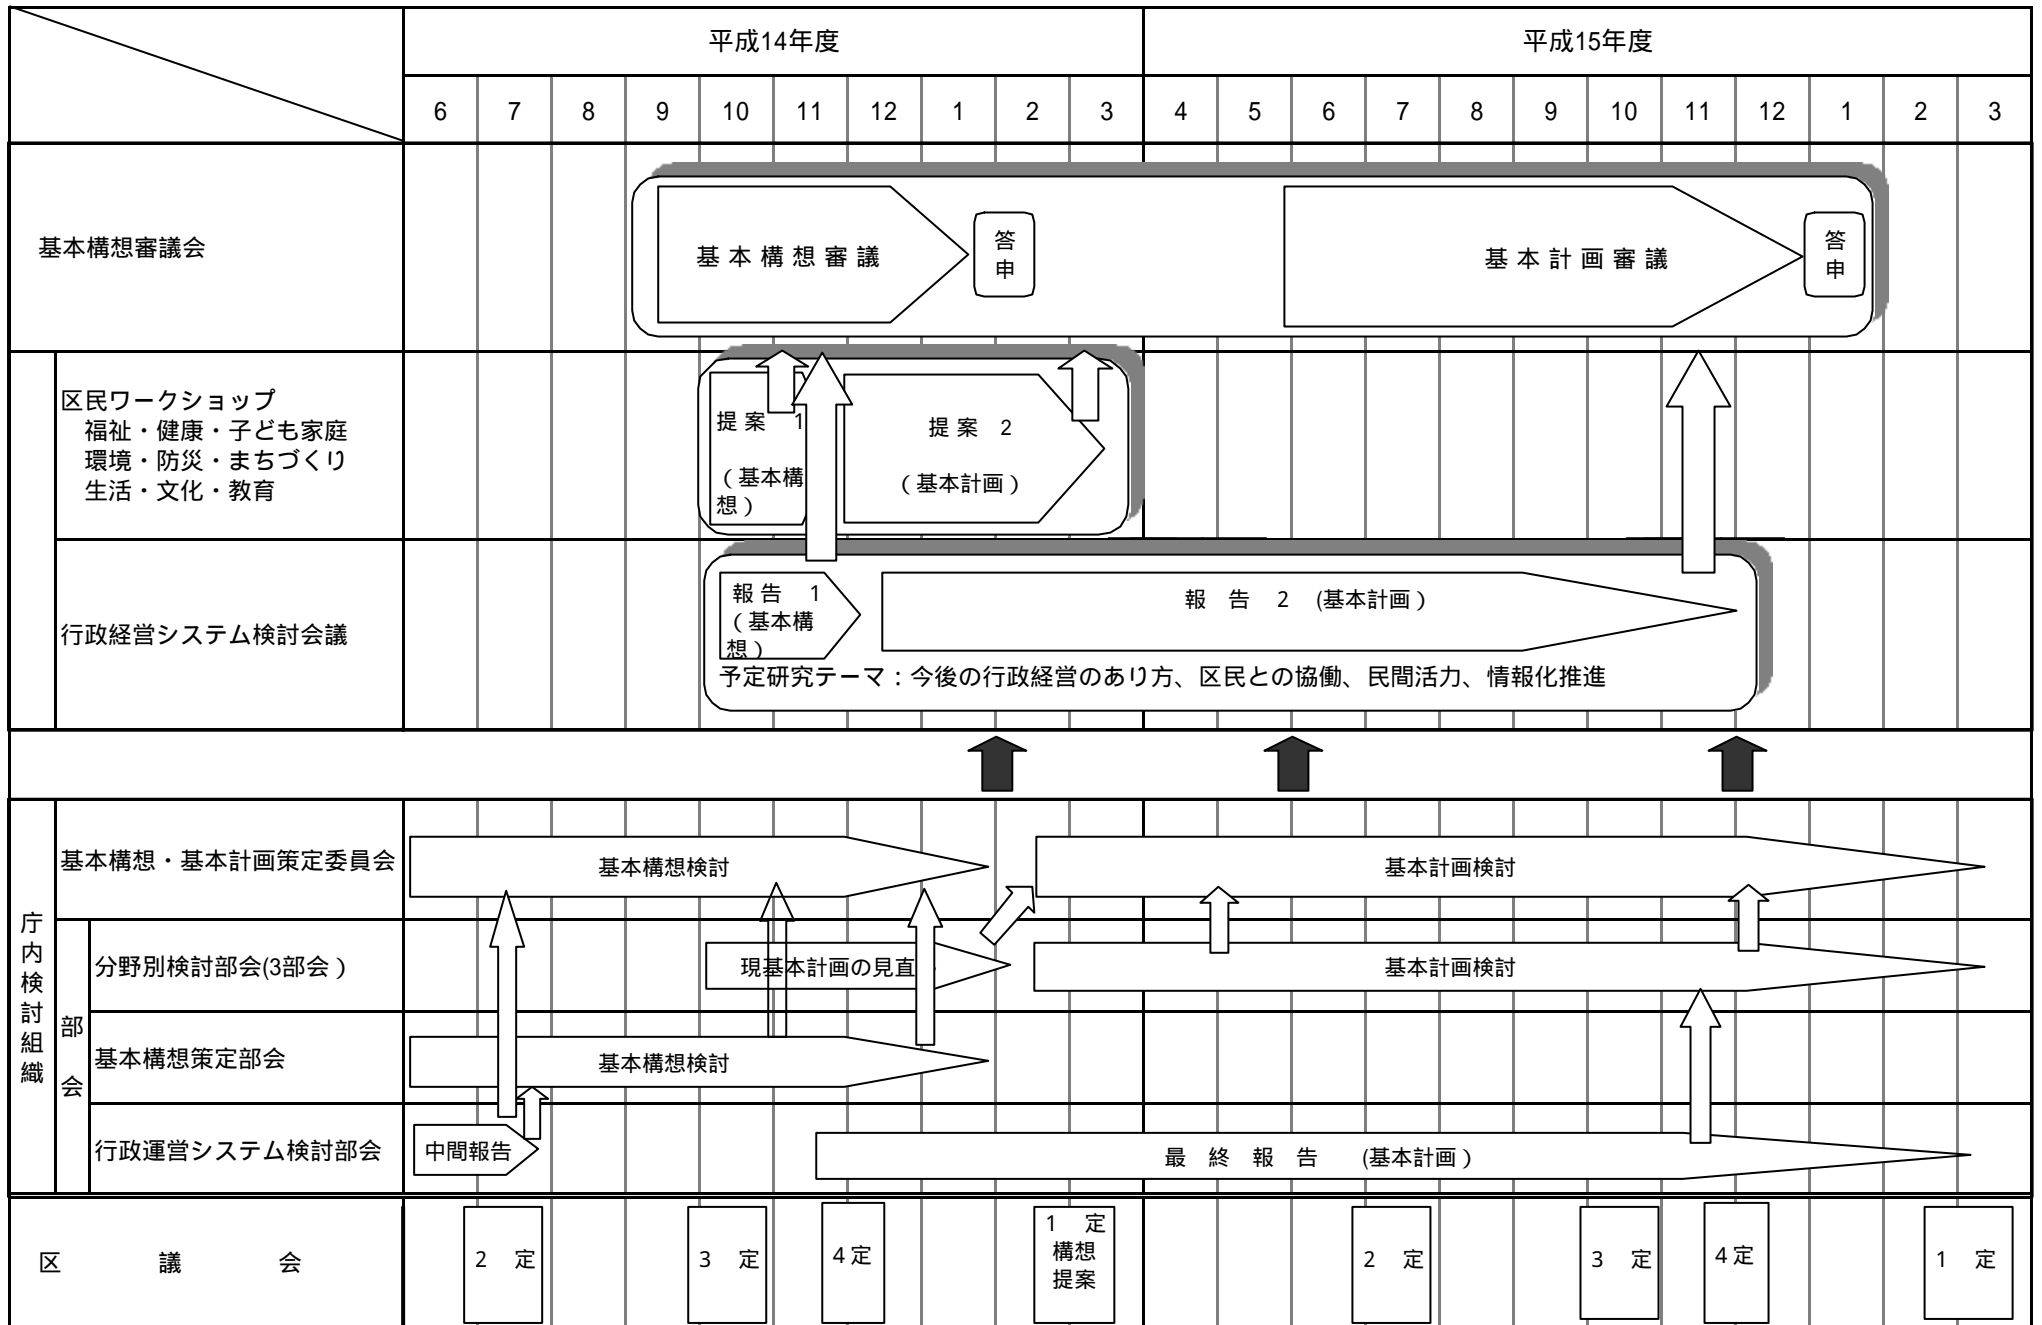 平成14年度
平成15年度
6 7 8 9 10 11 12 1 2 3 4 5 6 7 8 9 10 11 12 1 2 3
基本構想審議会
基本構想審議
答
申
基本計画審議
答
申
区民ワークショップ
福祉・健康・子ども家庭
環境・防災・まちづくり
生活・文化・教育
提案 1
(基本構
想)
提案 2
(基本計画)
行政経営システム検討会議
報告 1
(基本構
想)
報告 2 (基本計画)
予定研究テーマ:今後の行政経営のあり方、区民との協働、民間活力、情報化推進
庁内検討組織
基本構想・基本計画策定委員会
基本構想検討
基本計画検討
部会
分野別検討部会(3部会)
現基本計画の見直
基本計画検討
基本構想策定部会
基本構想検討
行政運営システム検討部会
中間報告
最終報告 (基本計画)
区議会
2 定
3 定
4定
1 定
構想
提案
2 定
3 定
4定
1 定